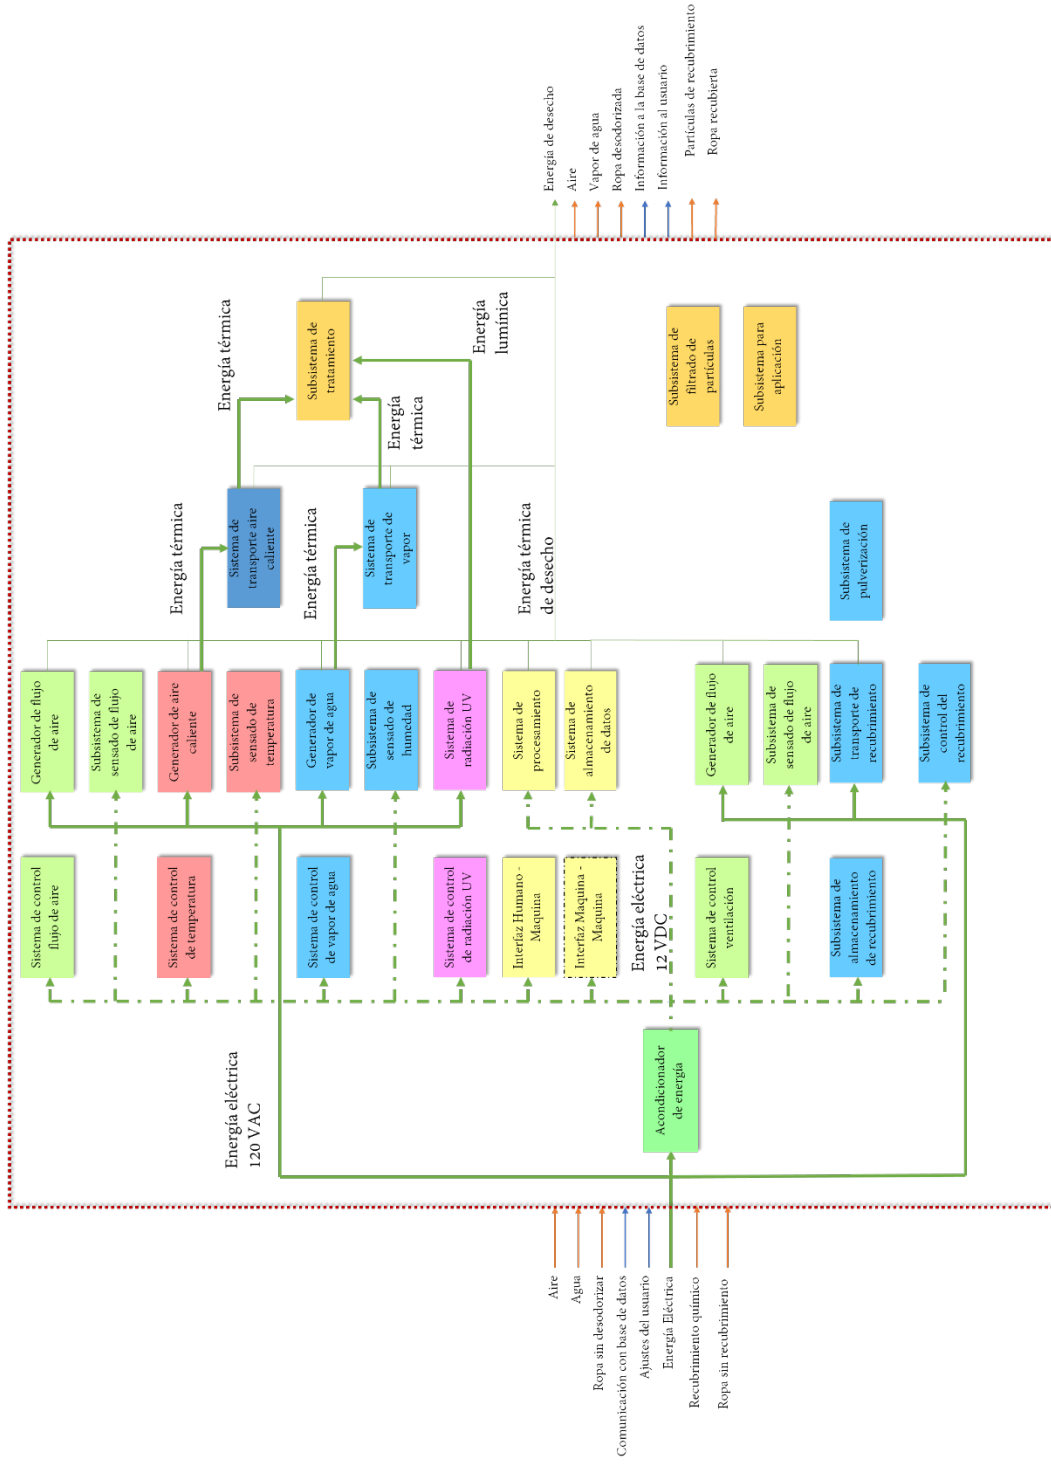 Aire
Agua
Ropa sin desodorizar
Comunicación con base de datos
Ajustes del usuario
Energía Eléctrica
Recubrimiento químico
Ropa sin recubrimiento
Energía eléctrica
120 VAC
Acondicionador
de energía
Energía eléctrica
12 VDC
Sistema de control
flujo de aire
Sistema de control
de temperatura
Sistema de control
de vapor de agua
Sistema de control
de radiación UV
Interfaz Humano -
Maquina
Interfaz Maquina -
Maquina
Sistema de control
ventilación
Subsistema de
almacenamiento
de recubrimiento
Generador de flujo
de aire
Subsistema de
sensado de flujo
de aire
Generador de aire
caliente
Subsistema de
sensado de
temperatura
Generador de
vapor de agua
Subsistema de
sensado de
humedad
Sistema de
radiación UV
Sistema de
procesamiento
Sistema de
almacenamiento
de datos
Generador de flujo
de aire
Subsistema de
sensado de flujo
de aire
Subsistema de
transporte de
recubrimiento
Subsistema de
control del
recubrimiento
Energía térmica
Energía térmica
Energía térmica
de desecho
Sistema de
transporte aire
caliente
Sistema de
transporte de
vapor
Subsistema de
pulverización
Energía térmica
Energía
térmica
Energía
lumínica
Subsistema de
tratamiento
Subsistema de
filtrado de
partículas
Subsistema para
aplicación
Energía de desecho
Aire
Vapor de agua
Ropa desodorizada
Información a la base de datos
Información al usuario
Partículas de recubrimiento
Ropa recubierta